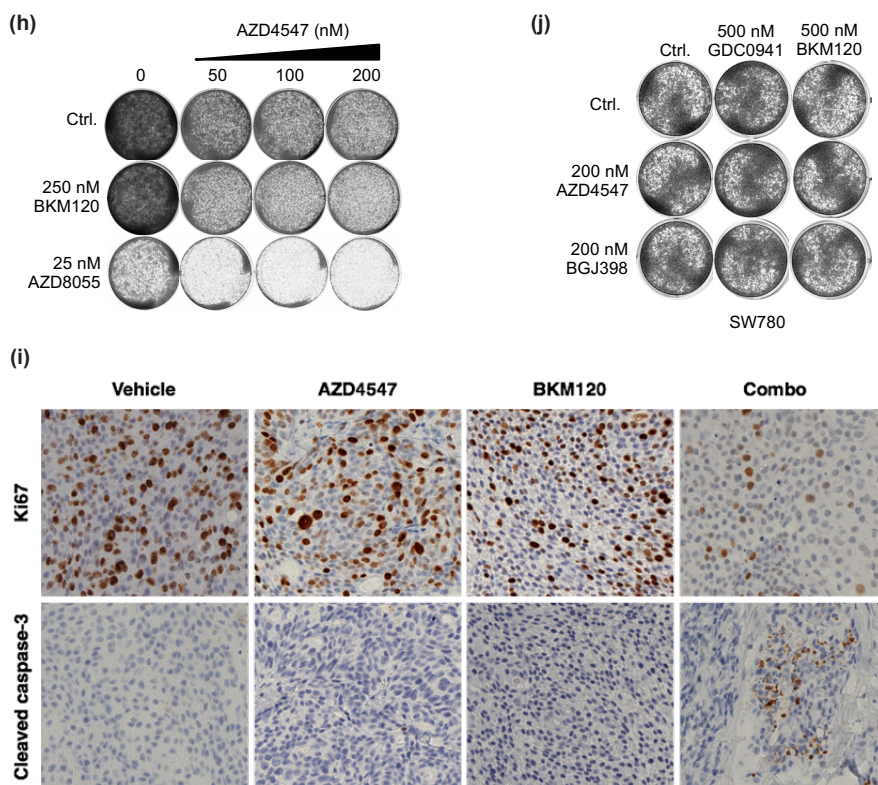 (h)
AZD4547 (nM)
0 50 100 200
Ctrl.
250 nM
BKM120
25 nM
AZD8055
(j)
Ctrl.
500 nM
GDC0941
500 nM
BKM120
Ctrl.
200 nM
AZD4547
200 nM
BGJ398
SW780
(i)
Vehicle AZD4547 BKM120 Combo
Ki67
Cleaved caspase-3